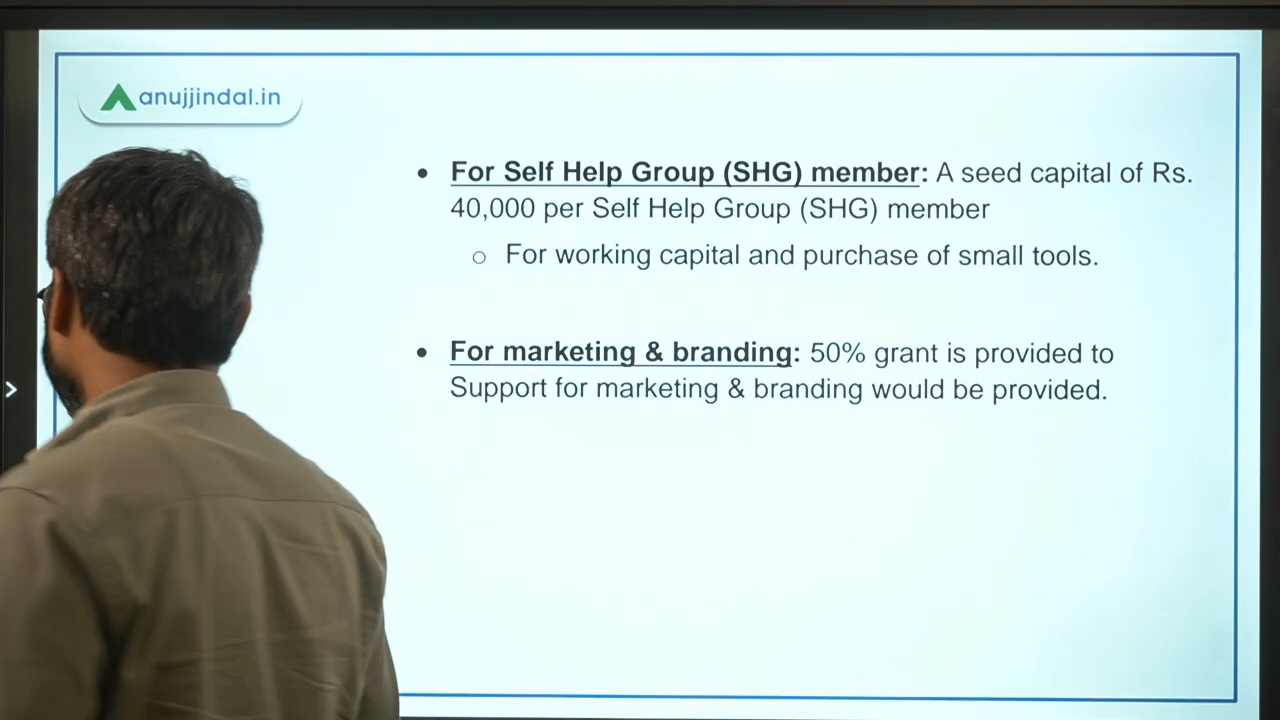 anujjindal.in
• For Self Help Group (SHG) member: A seed capital of Rs.
40,000 per Self Help Group (SHG) member
○ For working capital and purchase of small tools.
• For marketing & branding: 50% grant is provided to
Support for marketing & branding would be provided.